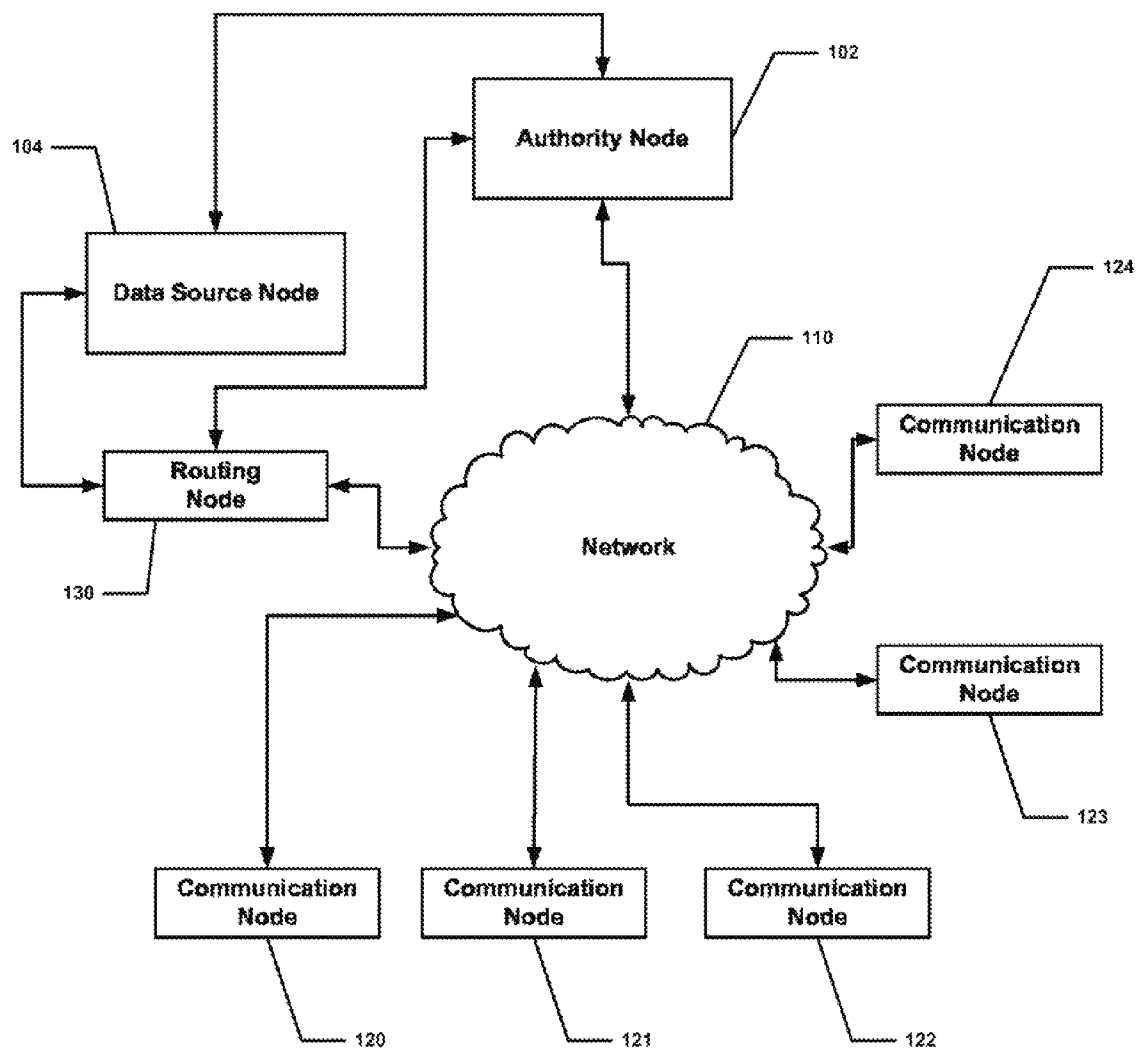 102
Authority Node
104
Data Source Node
124
110
Communication
Node
Routing
Node
Network
130
Communication
Node
123
Communication
Node
Communication
Node
Communication
Node
120
121
122